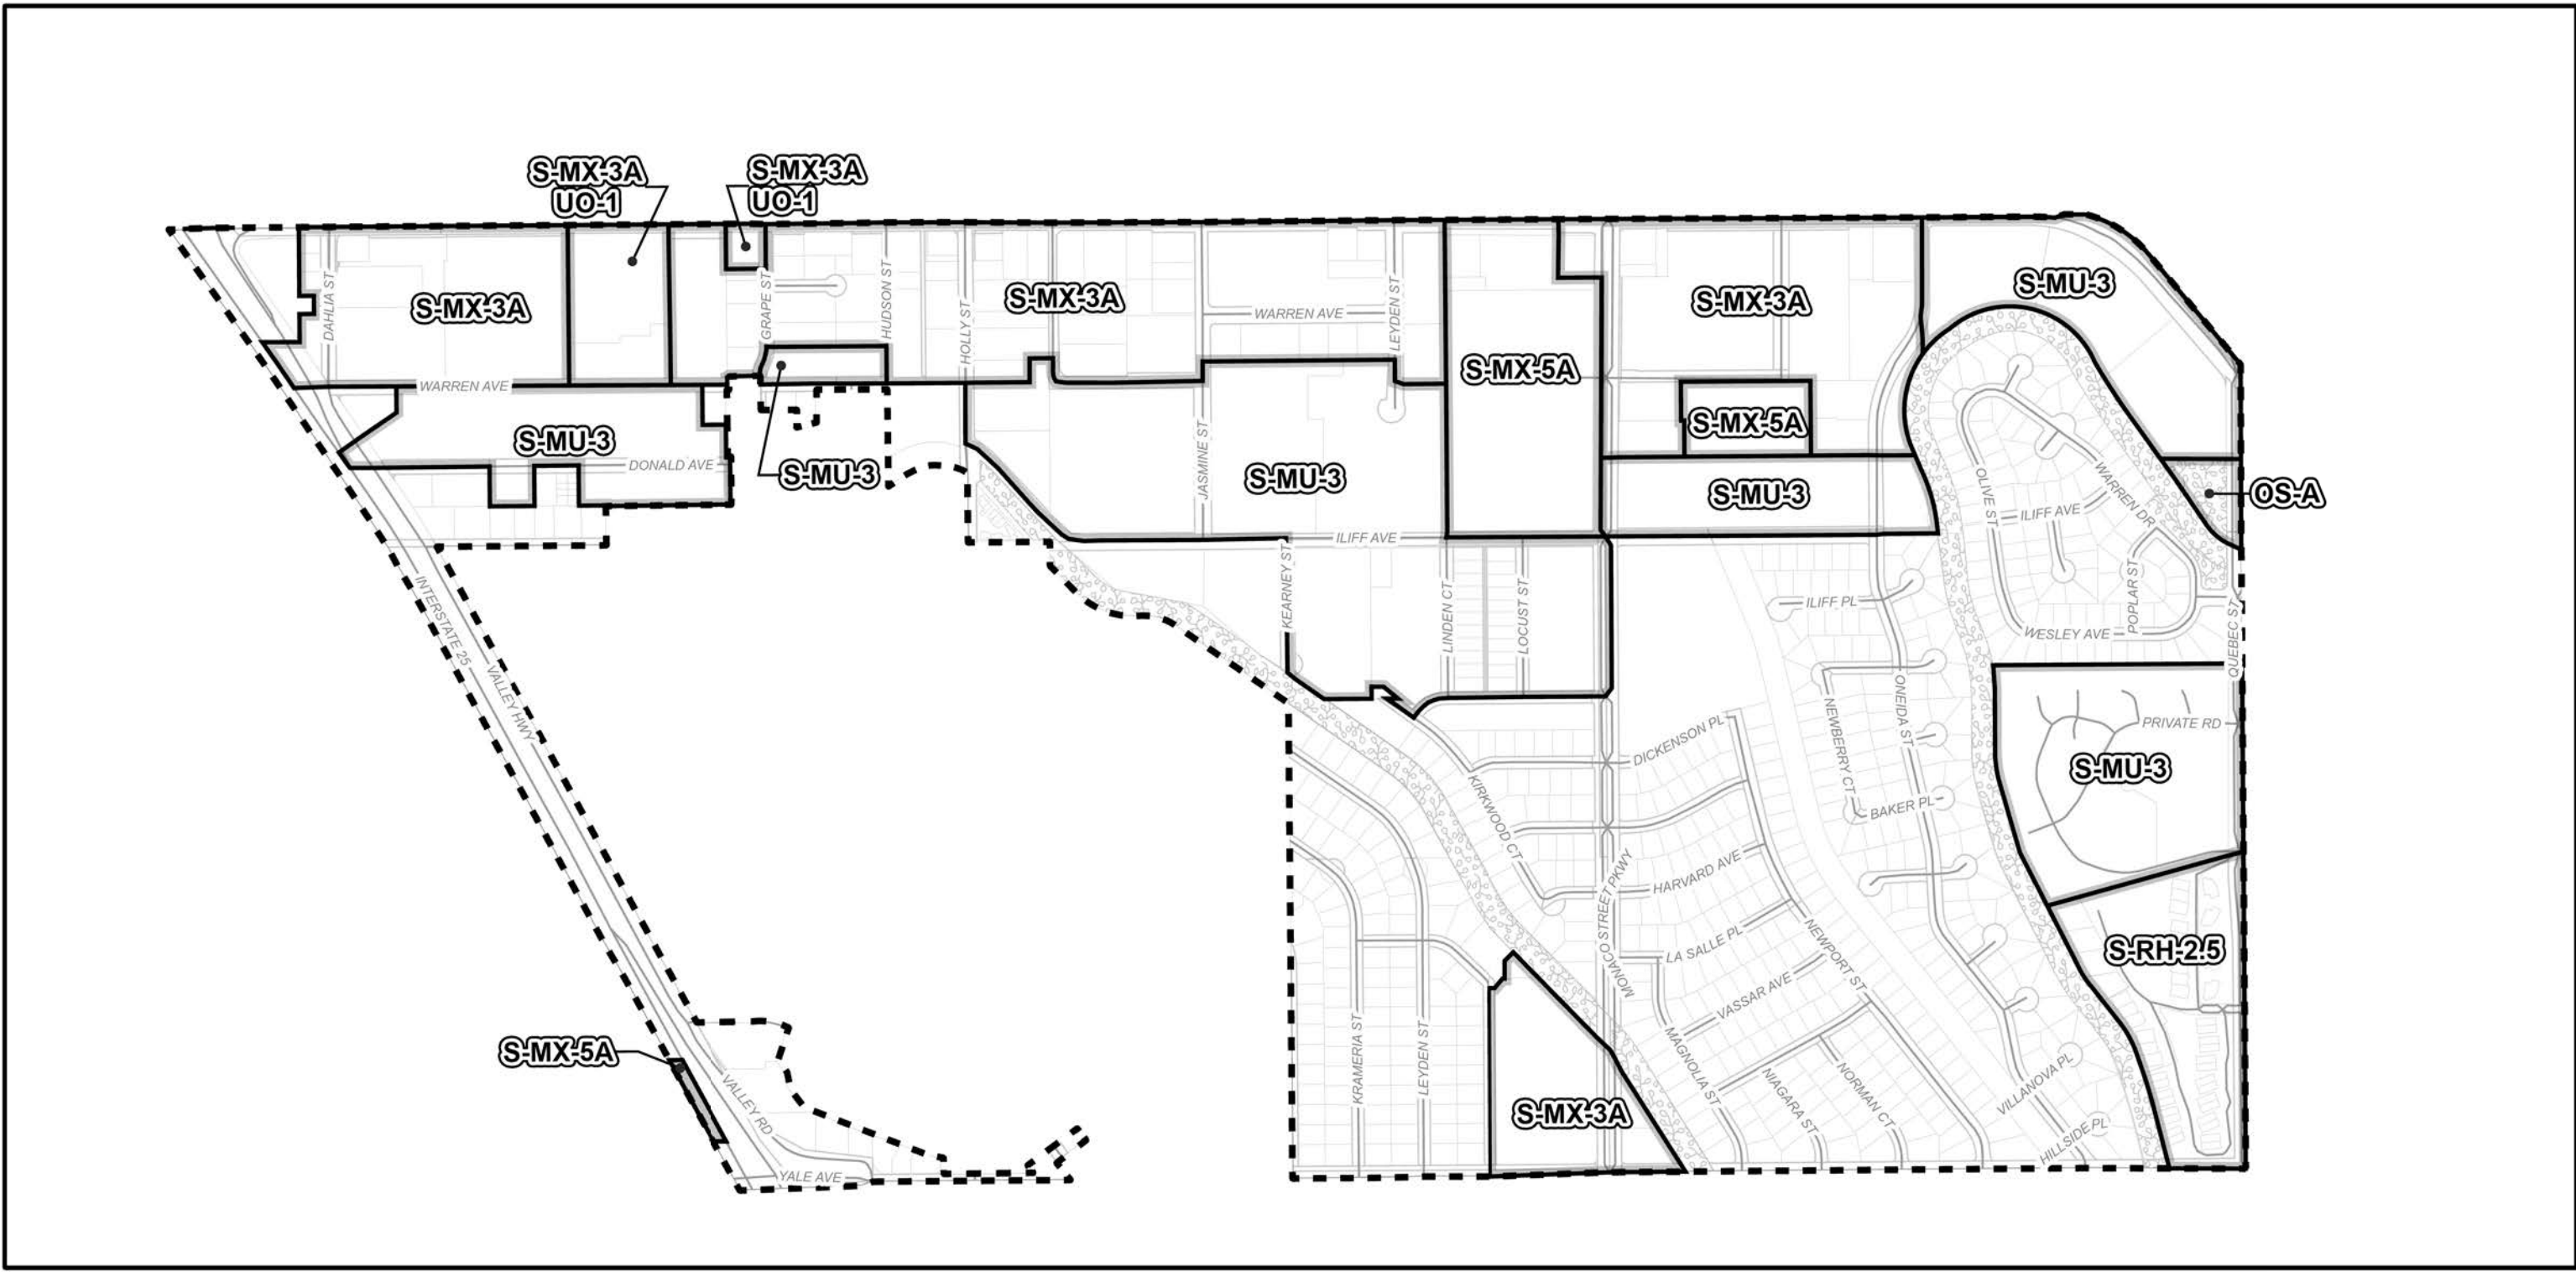 S-MX-3A
UO-1
S-MX-3A
UO-1
S-MX-3A
DAHLIA ST
GRAPE ST
HUDSON ST
HOLLY ST
S-MX-3A
WARREN AVE
LEYDEN ST
S-MX-5A
S-MX-3A
S-MU-3
WARREN AVE
S-MU-3
DONALD AVE
S-MU-3
JASMINE ST
S-MU-3
S-MX-5A
S-MU-3
OLIVE ST
WARREN DR
ILIFF AVE
OS-A
ILIFF AVE
KEARNEY ST
LINDEN CT
LOCUST ST
ILIFF PL
POPLAR ST
WESLEY AVE
QUEBEC ST
INTERSTATE 25
VALLEY HWY
NEWBERRY CT
ONEIDA ST
PRIVATE RD
S-MU-3
DICKENSON PL
KIRKWOOD CT
BAKER PL
HARVARD AVE
MONACO STREET PKWY
LA SALLE PL
NEWPORT ST
S-RH-2.5
VASSAR AVE
S-MX-5A
VALLEY RD
KRAMERIA ST
LEYDEN ST
MAGNOLIA ST
NIAGARA ST
NORMAN CT
VILLANOVA PL
S-MX-3A
HILLSIDE PL
YALE AVE